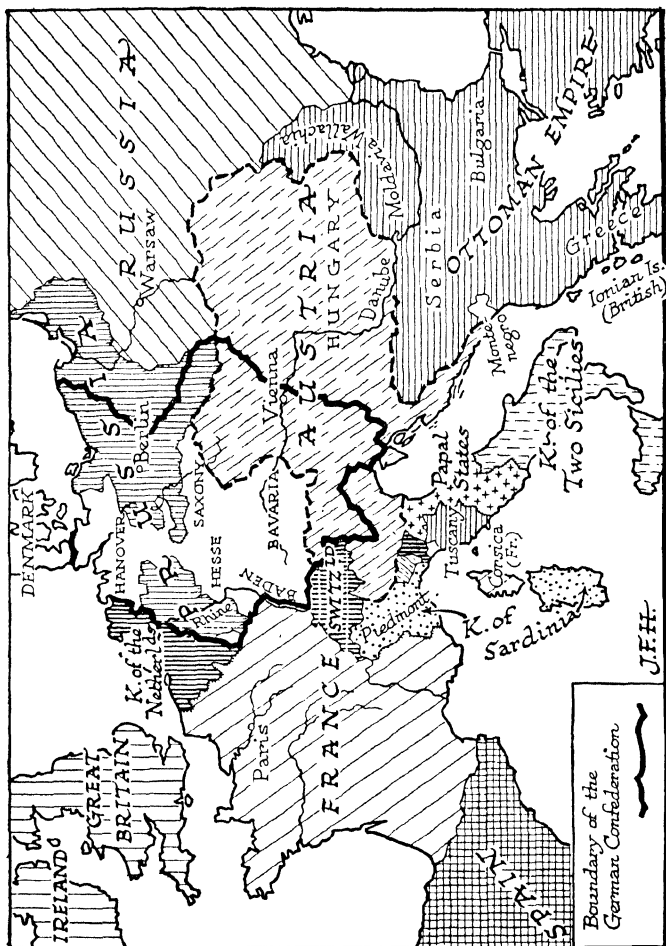 IRELAND
GREAT
BRITAIN
DENMARK
K. of the
Netherlds
HANOVER
PRUSSIA
Berlin
SAXONY
HESSE
Rhine
BADEN
BAVARIA
RUSSIA
Warsaw
Paris
FRANCE
SWITZLD
Vienna
AUSTRIA
HUNGARY
Danube
Moldavia Wallachia
Serbia
Bulgaria
OTTOMAN EMPIRE
Monte-
negro
Greece
Ionian Is.
(British)
Piedmont
K. of
Sardinia
Tuscany
Papal
States
Corsica
(Fr.)
K. of the
Two Sicilies
SPAIN
Boundary of the
German Confederation
J.F.H.